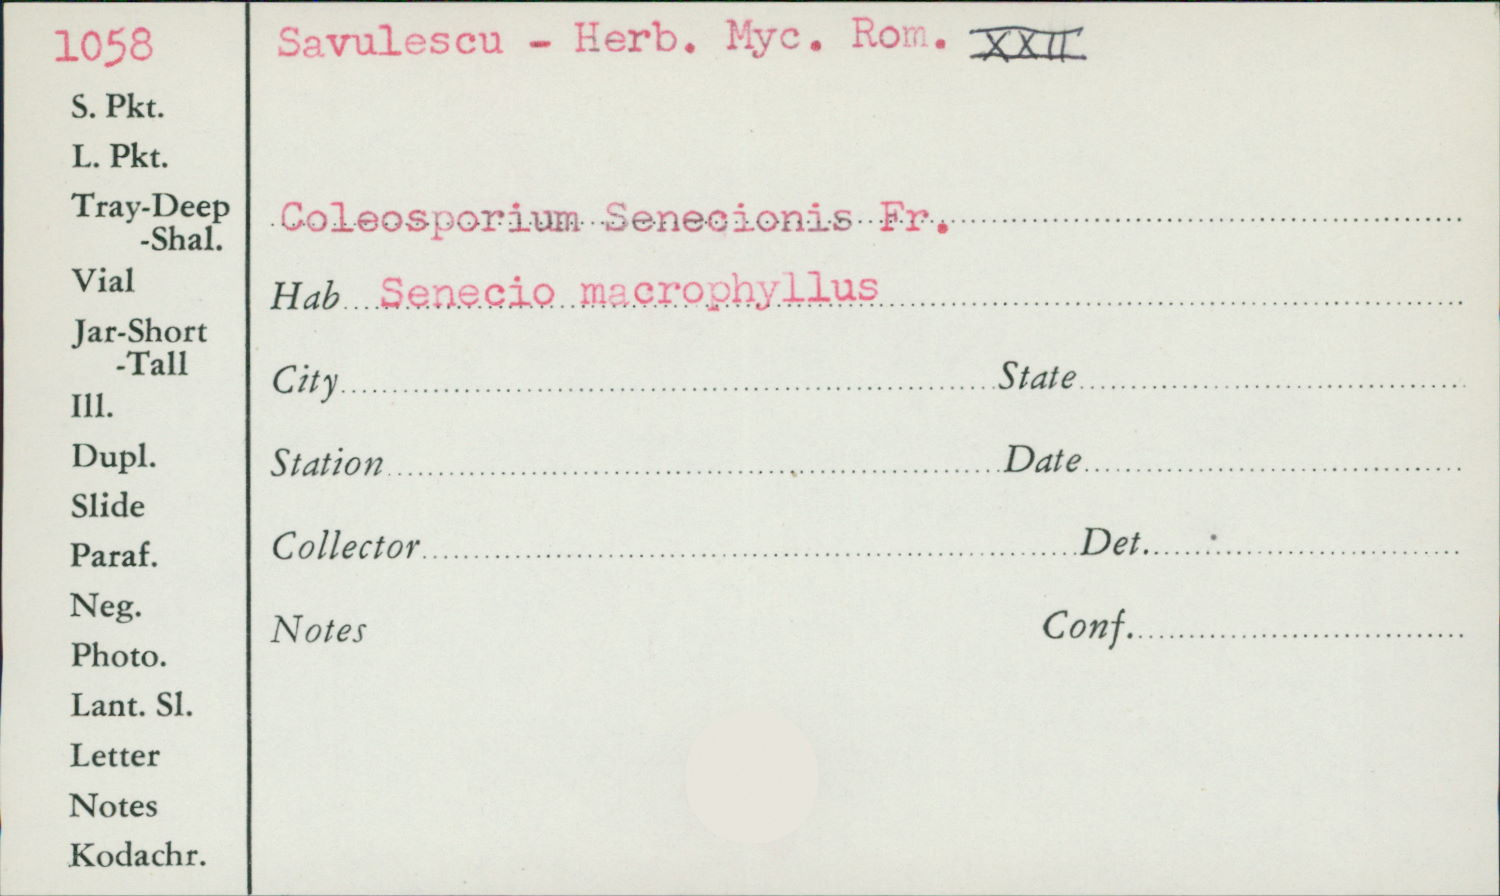 1058
Savulescu - Herb. Myc. Rom. XXII
S. Pkt.
L. Pkt.
Tray-Deep
-Shal.
Coleosporium Senecionis Fr.
Vial
Hab Senecio macrophyllus
Jar-Short
-Tall
City State
Ill.
Dupl.
Station Date
Slide
Paraf.
Collector Det.
Neg.
Notes Conf.
Photo.
Lant. Sl.
Letter
Notes
Kodachr.